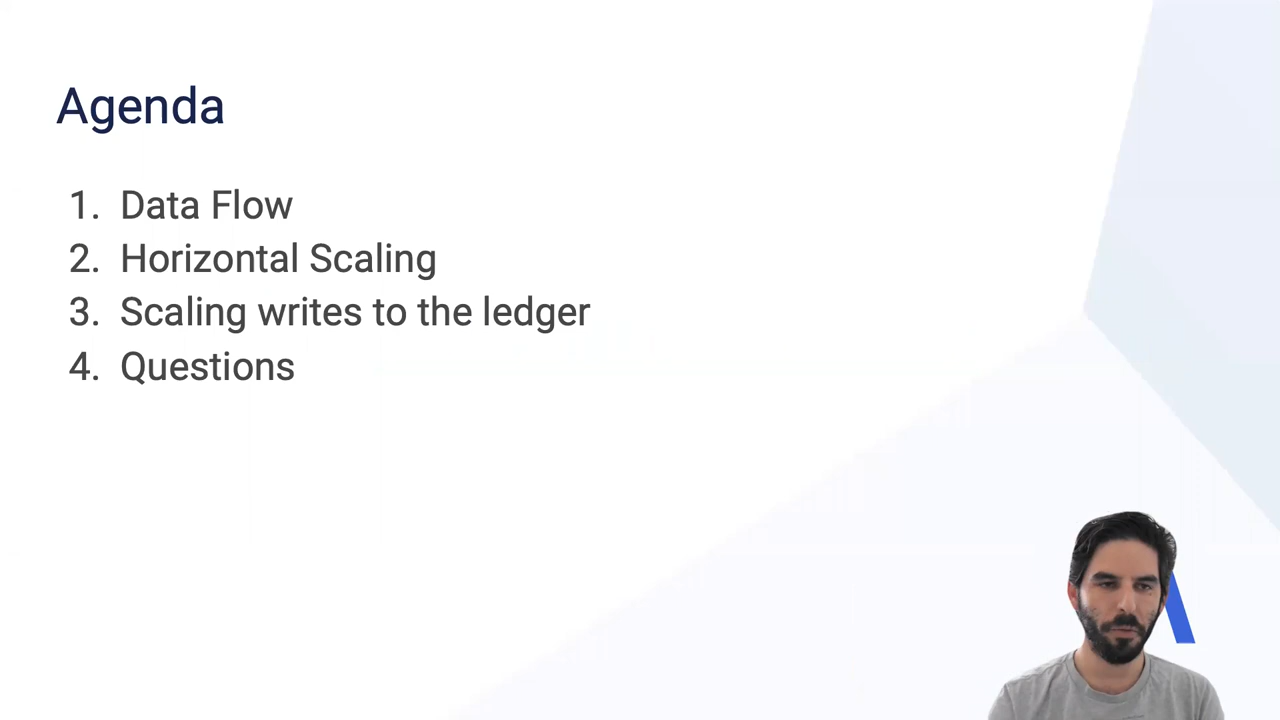 Agenda
1. Data Flow
2. Horizontal Scaling
3. Scaling writes to the ledger
4. Questions